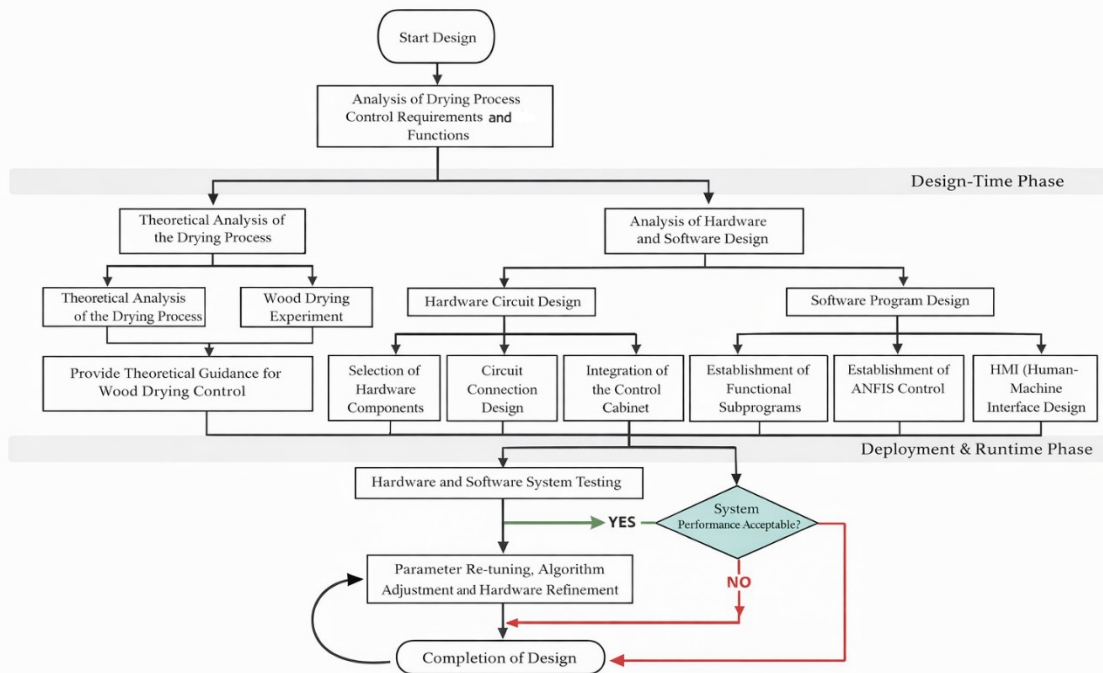 Start Design
Analysis of Drying Process
Control Requirements and
Functions
Design-Time Phase
Theoretical Analysis of
the Drying Process
Analysis of Hardware
and Software Design
Theoretical Analysis
of the Drying Process
Wood Drying
Experiment
Hardware Circuit Design
Software Program Design
Provide Theoretical Guidance for
Wood Drying Control
Selection of
Hardware
Components
Circuit
Connection
Design
Integration of
the Control
Cabinet
Establishment of
Functional
Subprograms
Establishment of
ANFIS Control
HMI (Human-
Machine
Interface Design
Deployment & Runtime Phase
Hardware and Software System Testing
YES
System
Performance Acceptable?
Parameter Re-tuning, Algorithm
Adjustment and Hardware Refinement
NO
Completion of Design